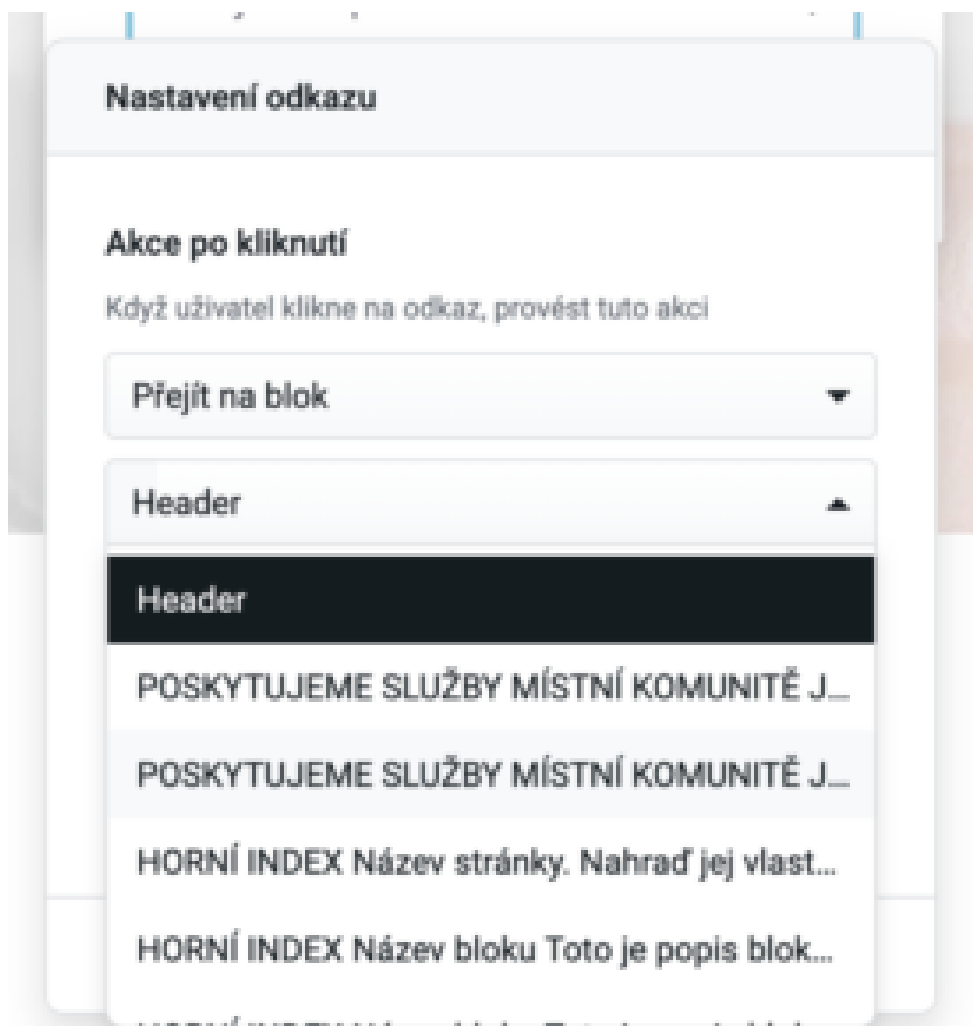 Nastavení odkazu
Akce po kliknutí
Když uživatel klikne na odkaz, provést tuto akci
Přejít na blok
Header
Header
POSKYTUJEME SLUŽBY MÍSTNÍ KOMUNITĚ J...
POSKYTUJEME SLUŽBY MÍSTNÍ KOMUNITĚ J...
HORNÍ INDEX Název stránky. Nahraď jej vlast...
HORNÍ INDEX Název bloku Toto je popis blok...